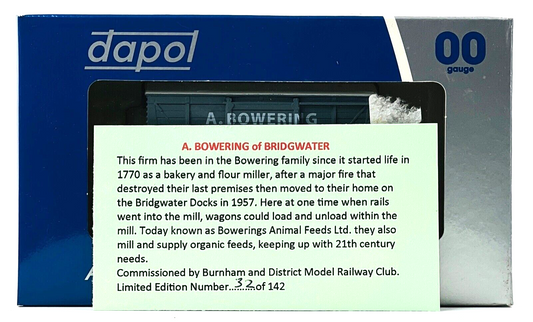 dapol
00
gauge
A. BOWERING
A. BOWERING of BRIDGWATER
This firm has been in the Bowering family since it started life in
1770 as a bakery and flour miller, after a major fire that
destroyed their last premises then moved to their home on
the Bridgwater Docks in 1957. Here at one time when rails
went into the mill, wagons could load and unload within the
mill. Today known as Bowerings Animal Feeds Ltd. they also
mill and supply organic feeds, keeping up with 21th century
needs.
Commissioned by Burnham and District Model Railway Club.
Limited Edition Number...32...of 142